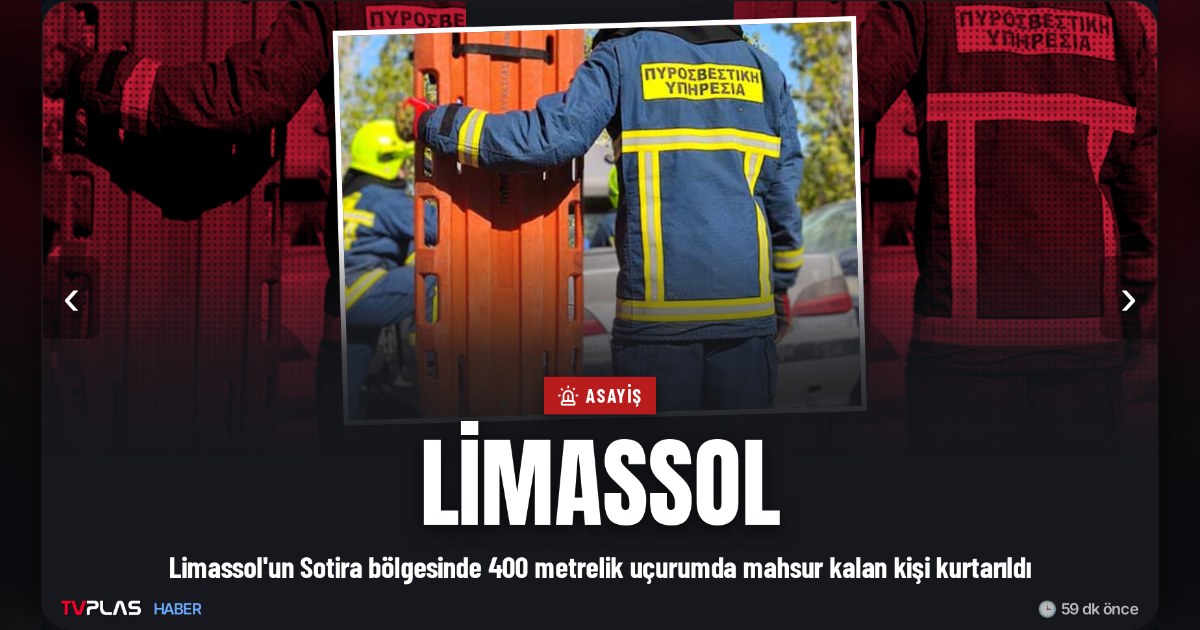 ΠΥΡΟΣΒΕ
ΠΥΡΟΣΒΕΣΤΙΚΗ
ΥΠΗΡΕΣΙΑ
ΠΥΡΟΣΒΕΣΤΙΚΗ
ΥΠΗΡΕΣΙΑ
ASAYİŞ
LİMASSOL
Limassol'un Sotira bölgesinde 400 metrelik uçurumda mahsur kalan kişi kurtarıldı
TVPLAS HABER
59 dk önce